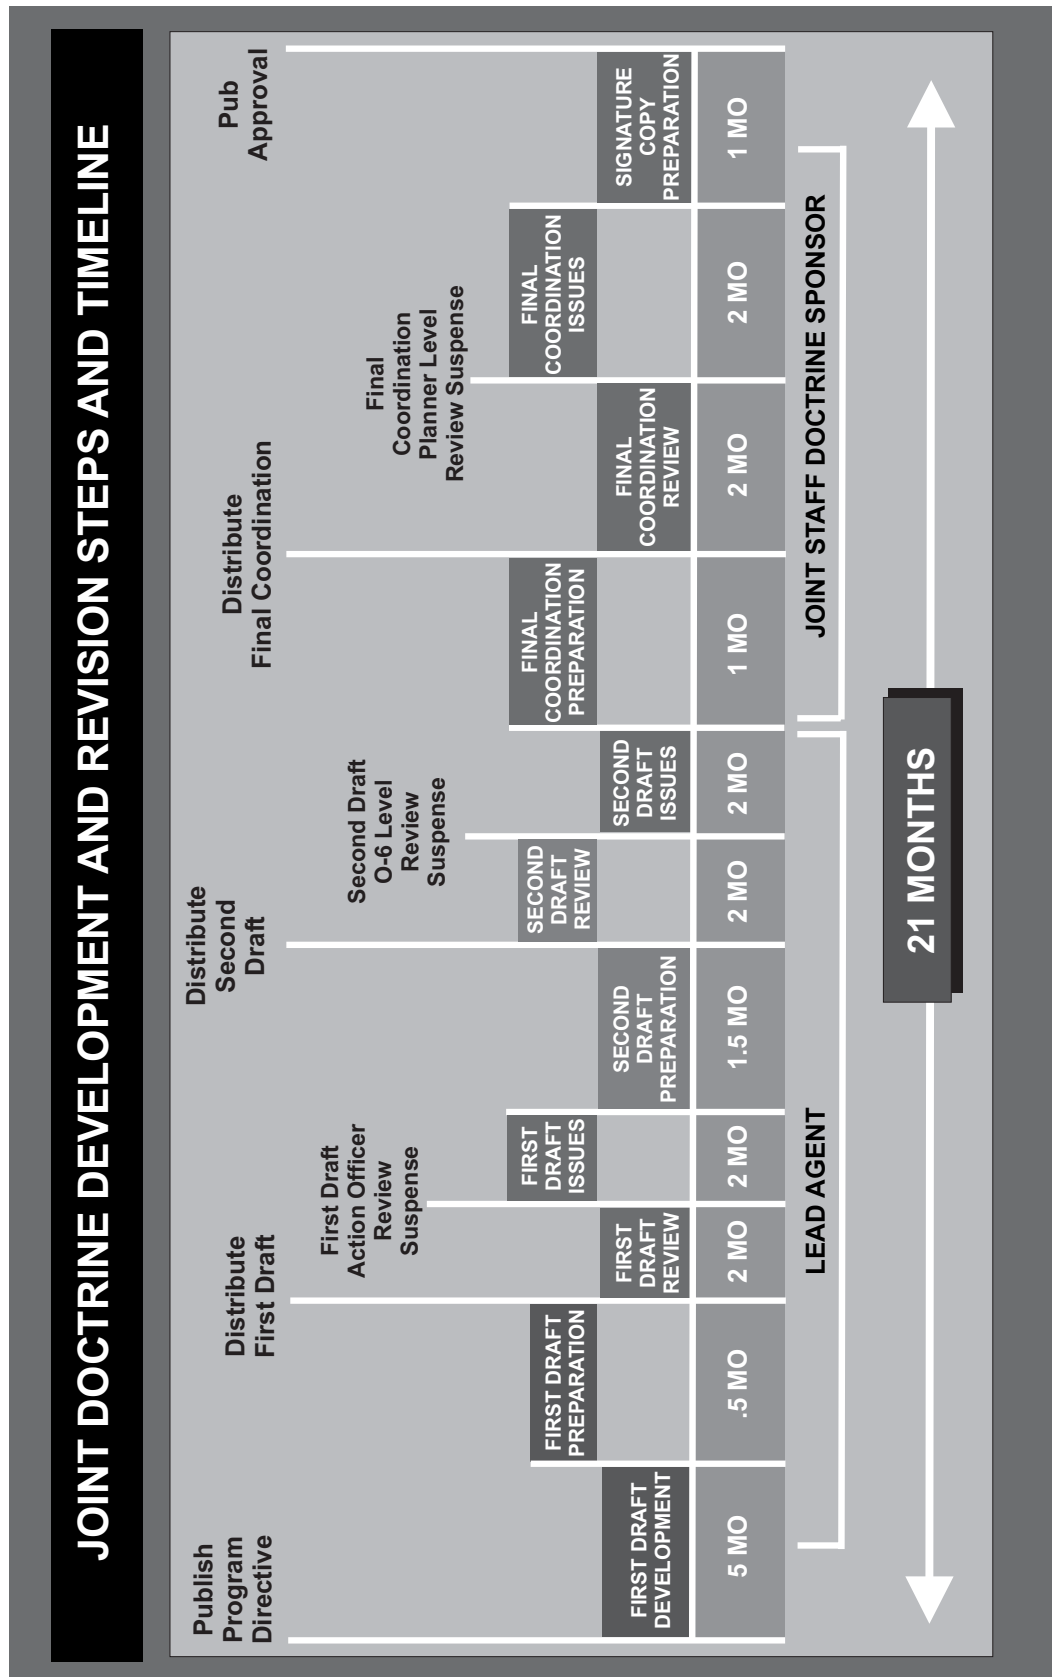 JOINT DOCTRINE DEVELOPMENT AND REVISION STEPS AND TIMELINE
Publish
Program
Directive
Distribute
First Draft
Distribute
Second
Draft
Distribute
Final Coordination
Pub
Approval
First Draft
Action Officer
Review
Suspense
Second Draft
O-6 Level
Review
Suspense
Final
Coordination
Planner Level
Review Suspense
FIRST DRAFT
DEVELOPMENT
FIRST DRAFT
PREPARATION
FIRST
DRAFT
REVIEW
FIRST
DRAFT
ISSUES
SECOND
DRAFT
PREPARATION
SECOND
DRAFT
REVIEW
SECOND
DRAFT
ISSUES
FINAL
COORDINATION
PREPARATION
FINAL
COORDINATION
REVIEW
FINAL
COORDINATION
ISSUES
SIGNATURE
COPY
PREPARATION
5 MO
.5 MO
2 MO
2 MO
1.5 MO
2 MO
2 MO
1 MO
2 MO
2 MO
1 MO
LEAD AGENT
JOINT STAFF DOCTRINE SPONSOR
21 MONTHS